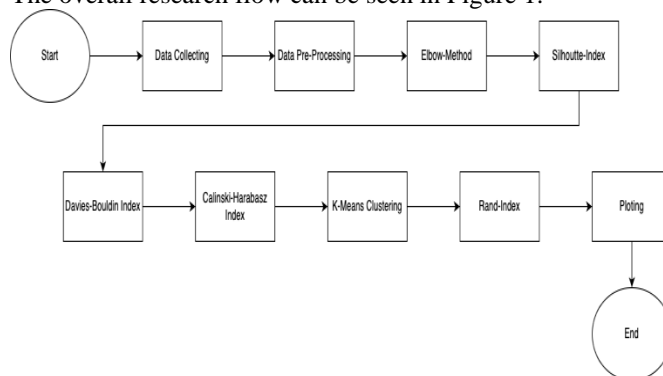 The overall research flow can be seen in Figure 1.
Start
Data Collecting
Data Pre-Processing
Elbow-Method
Silhoutte-Index
Davies-Bouldin Index
Calinski-Harabasz
Index
K-Means Clustering
Rand-Index
Ploting
End